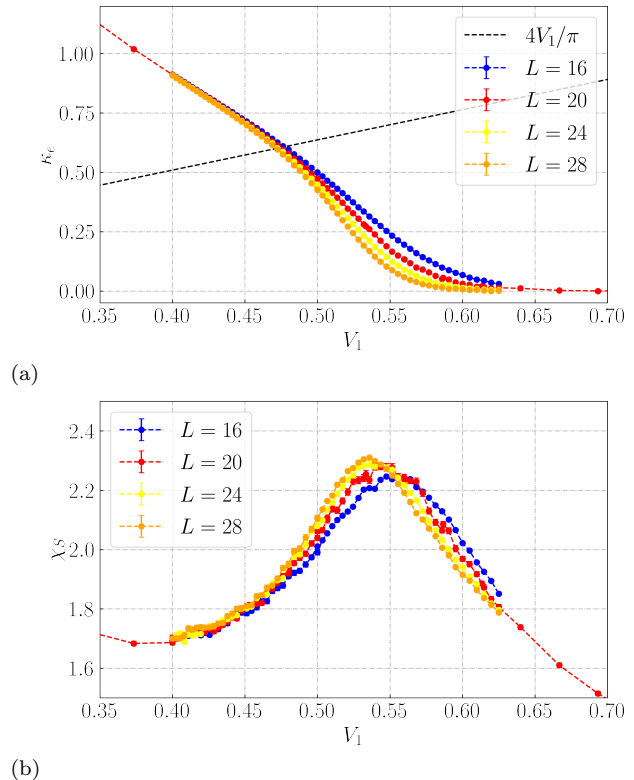 1.00
0.75
0.50
0.25
0.00
κ_e
4V_1/π
L = 16
L = 20
L = 24
L = 28
0.35 0.40 0.45 0.50 0.55 0.60 0.65 0.70
V_1
(a)
2.4
2.2
2.0
1.8
1.6
χ_S
L = 16
L = 20
L = 24
L = 28
0.35 0.40 0.45 0.50 0.55 0.60 0.65 0.70
V_1
(b)